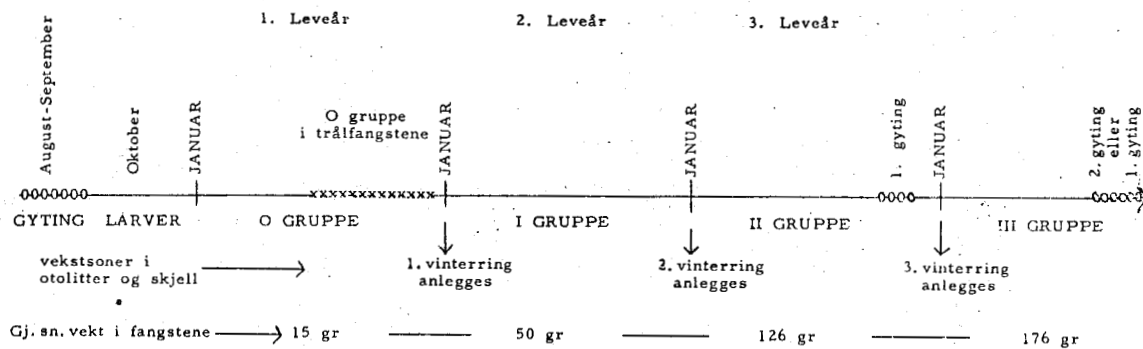 1. Leveår 2. Leveår 3. Leveår
August-September
Oktober
JANUAR
O gruppe
i trålfangstene
JANUAR
JANUAR
1. gyting
JANUAR
2. gyting
eller
1. gyting
GYTING LARVER O GRUPPE I GRUPPE II GRUPPE III GRUPPE
vekstsoner i
otolitter og skjell
1. vinterring
anlegges
2. vinterring
anlegges
3. vinterring
anlegges
Gj. sn. vekt i fangstene 15 gr 50 gr 126 gr 176 gr